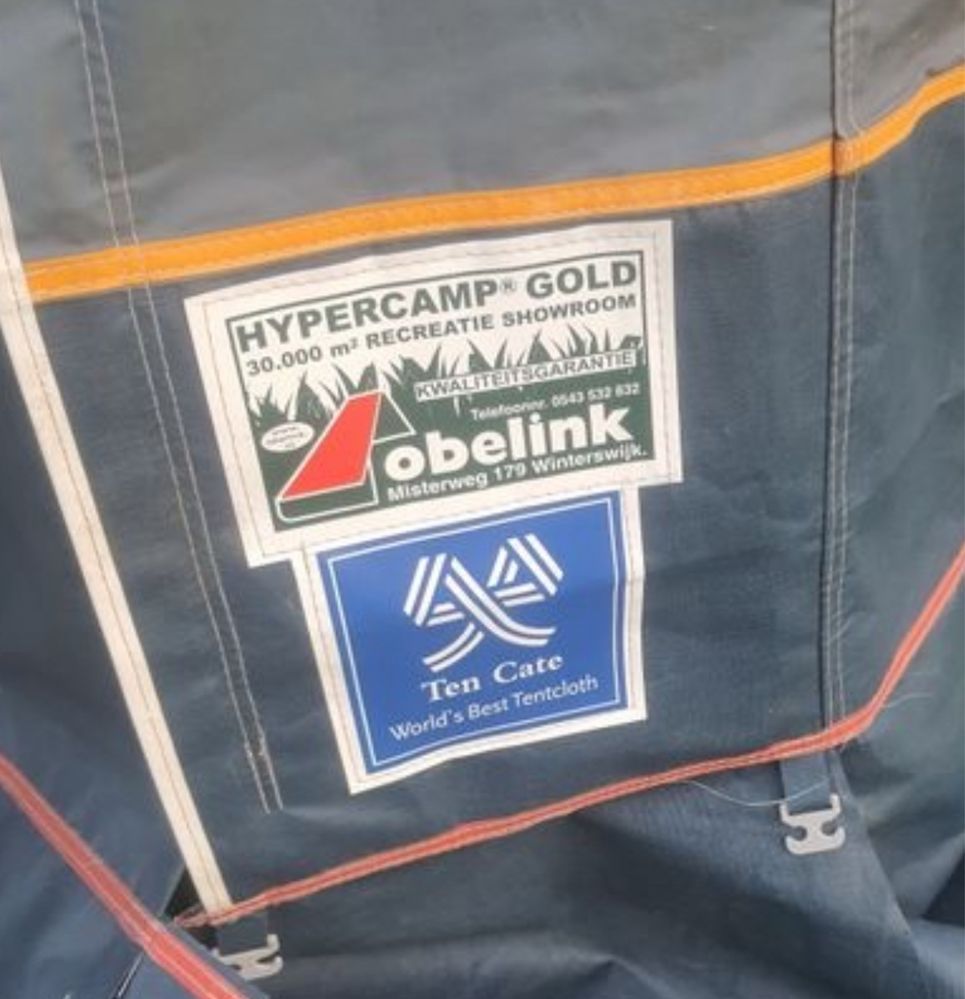 HYPERCAMP® GOLD
30.000 m² RECREATIE SHOWROOM
KWALITEITSGARANTIE
Telefoonnr. 0543 532 832
www.
obelink
Misterweg 179 Winterswijk.
Ten Cate
World's Best Tentcloth